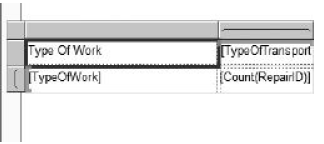 Type Of Work [TypeOfTransport
[TypeOfWork] [Count(RepairID)]